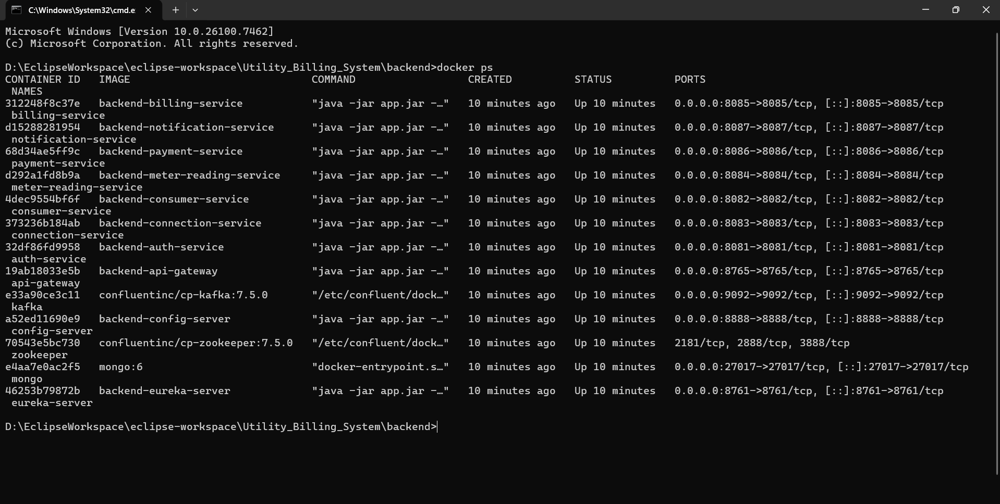 C:\Windows\System32\cmd.e
Microsoft Windows [Version 10.0.26100.7462]
(c) Microsoft Corporation. All rights reserved.
D:\EclipseWorkspace\eclipse-workspace\Utility_Billing_System\backend>docker ps
CONTAINER ID   IMAGE                             COMMAND                  CREATED          STATUS          PORTS
 NAMES
312248f8c37e   backend-billing-service           "java -jar app.jar -…"   10 minutes ago   Up 10 minutes   0.0.0.0:8085->8085/tcp, [::]:8085->8085/tcp
 billing-service
d15288281954   backend-notification-service      "java -jar app.jar -…"   10 minutes ago   Up 10 minutes   0.0.0.0:8087->8087/tcp, [::]:8087->8087/tcp
 notification-service
68d34ae5ff9c   backend-payment-service           "java -jar app.jar -…"   10 minutes ago   Up 10 minutes   0.0.0.0:8086->8086/tcp, [::]:8086->8086/tcp
 payment-service
d292a1fd8b9a   backend-meter-reading-service     "java -jar app.jar -…"   10 minutes ago   Up 10 minutes   0.0.0.0:8084->8084/tcp, [::]:8084->8084/tcp
 meter-reading-service
4dec9554bf6f   backend-consumer-service          "java -jar app.jar -…"   10 minutes ago   Up 10 minutes   0.0.0.0:8082->8082/tcp, [::]:8082->8082/tcp
 consumer-service
373236b184ab   backend-connection-service        "java -jar app.jar -…"   10 minutes ago   Up 10 minutes   0.0.0.0:8083->8083/tcp, [::]:8083->8083/tcp
 connection-service
32df86fd9958   backend-auth-service              "java -jar app.jar -…"   10 minutes ago   Up 10 minutes   0.0.0.0:8081->8081/tcp, [::]:8081->8081/tcp
 auth-service
19ab18033e5b   backend-api-gateway               "java -jar app.jar -…"   10 minutes ago   Up 10 minutes   0.0.0.0:8765->8765/tcp, [::]:8765->8765/tcp
 api-gateway
e33a90ce3c11   confluentinc/cp-kafka:7.5.0       "/etc/confluent/dock…"   10 minutes ago   Up 10 minutes   0.0.0.0:9092->9092/tcp, [::]:9092->9092/tcp
 kafka
a52ed11690e9   backend-config-server             "java -jar app.jar -…"   10 minutes ago   Up 10 minutes   0.0.0.0:8888->8888/tcp, [::]:8888->8888/tcp
 config-server
70543e5bc730   confluentinc/cp-zookeeper:7.5.0   "/etc/confluent/dock…"   10 minutes ago   Up 10 minutes   2181/tcp, 2888/tcp, 3888/tcp
 zookeeper
e4aa7e0ac2f5   mongo:6                           "docker-entrypoint.s…"   10 minutes ago   Up 10 minutes   0.0.0.0:27017->27017/tcp, [::]:27017->27017/tcp
 mongo
46253b79872b   backend-eureka-server             "java -jar app.jar -…"   10 minutes ago   Up 10 minutes   0.0.0.0:8761->8761/tcp, [::]:8761->8761/tcp
 eureka-server
D:\EclipseWorkspace\eclipse-workspace\Utility_Billing_System\backend>